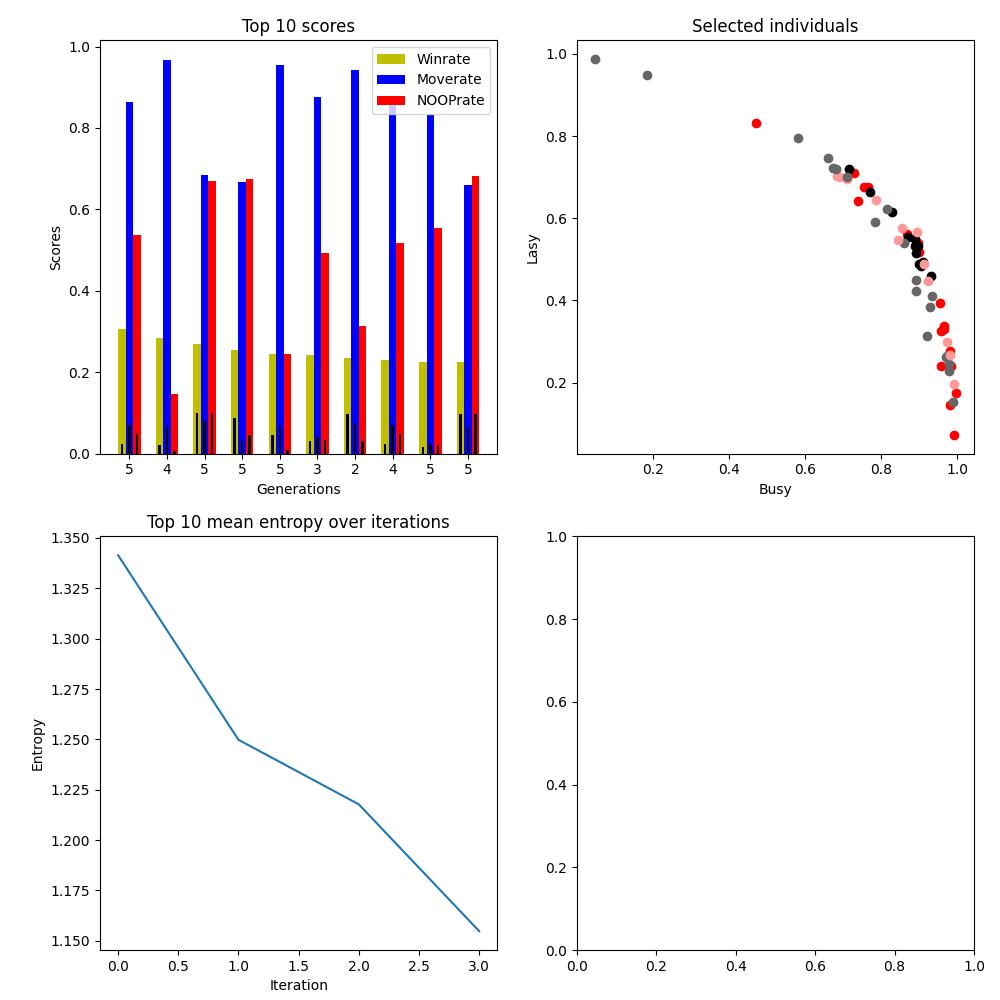 Top 10 scores
1.0
0.8
0.6
0.4
0.2
0.0
Scores
Winrate
Moverate
NOOPrate
5 4 5 5 5 3 2 4 5 5
Generations
Selected individuals
1.0
0.8
0.6
0.4
0.2
Lasy
0.2 0.4 0.6 0.8 1.0
Busy
Top 10 mean entropy over iterations
1.350
1.325
1.300
1.275
1.250
1.225
1.200
1.175
1.150
Entropy
0.0 0.5 1.0 1.5 2.0 2.5 3.0
Iteration
1.0
0.8
0.6
0.4
0.2
0.0
0.0 0.2 0.4 0.6 0.8 1.0